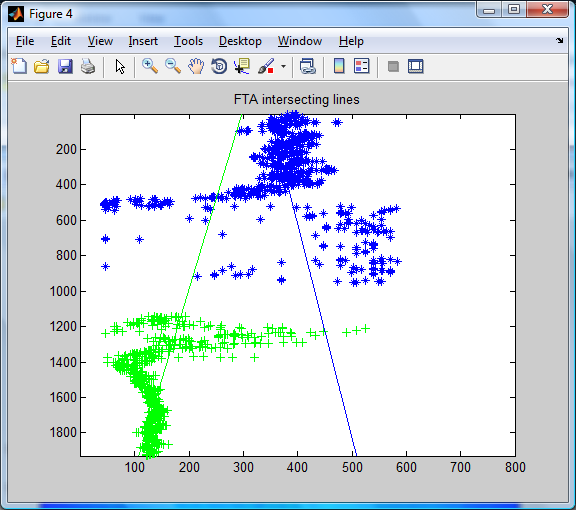 Figure 4
File Edit View Insert Tools Desktop Window Help
FTA intersecting lines
200
400
600
800
1000
1200
1400
1600
1800
100 200 300 400 500 600 700 800